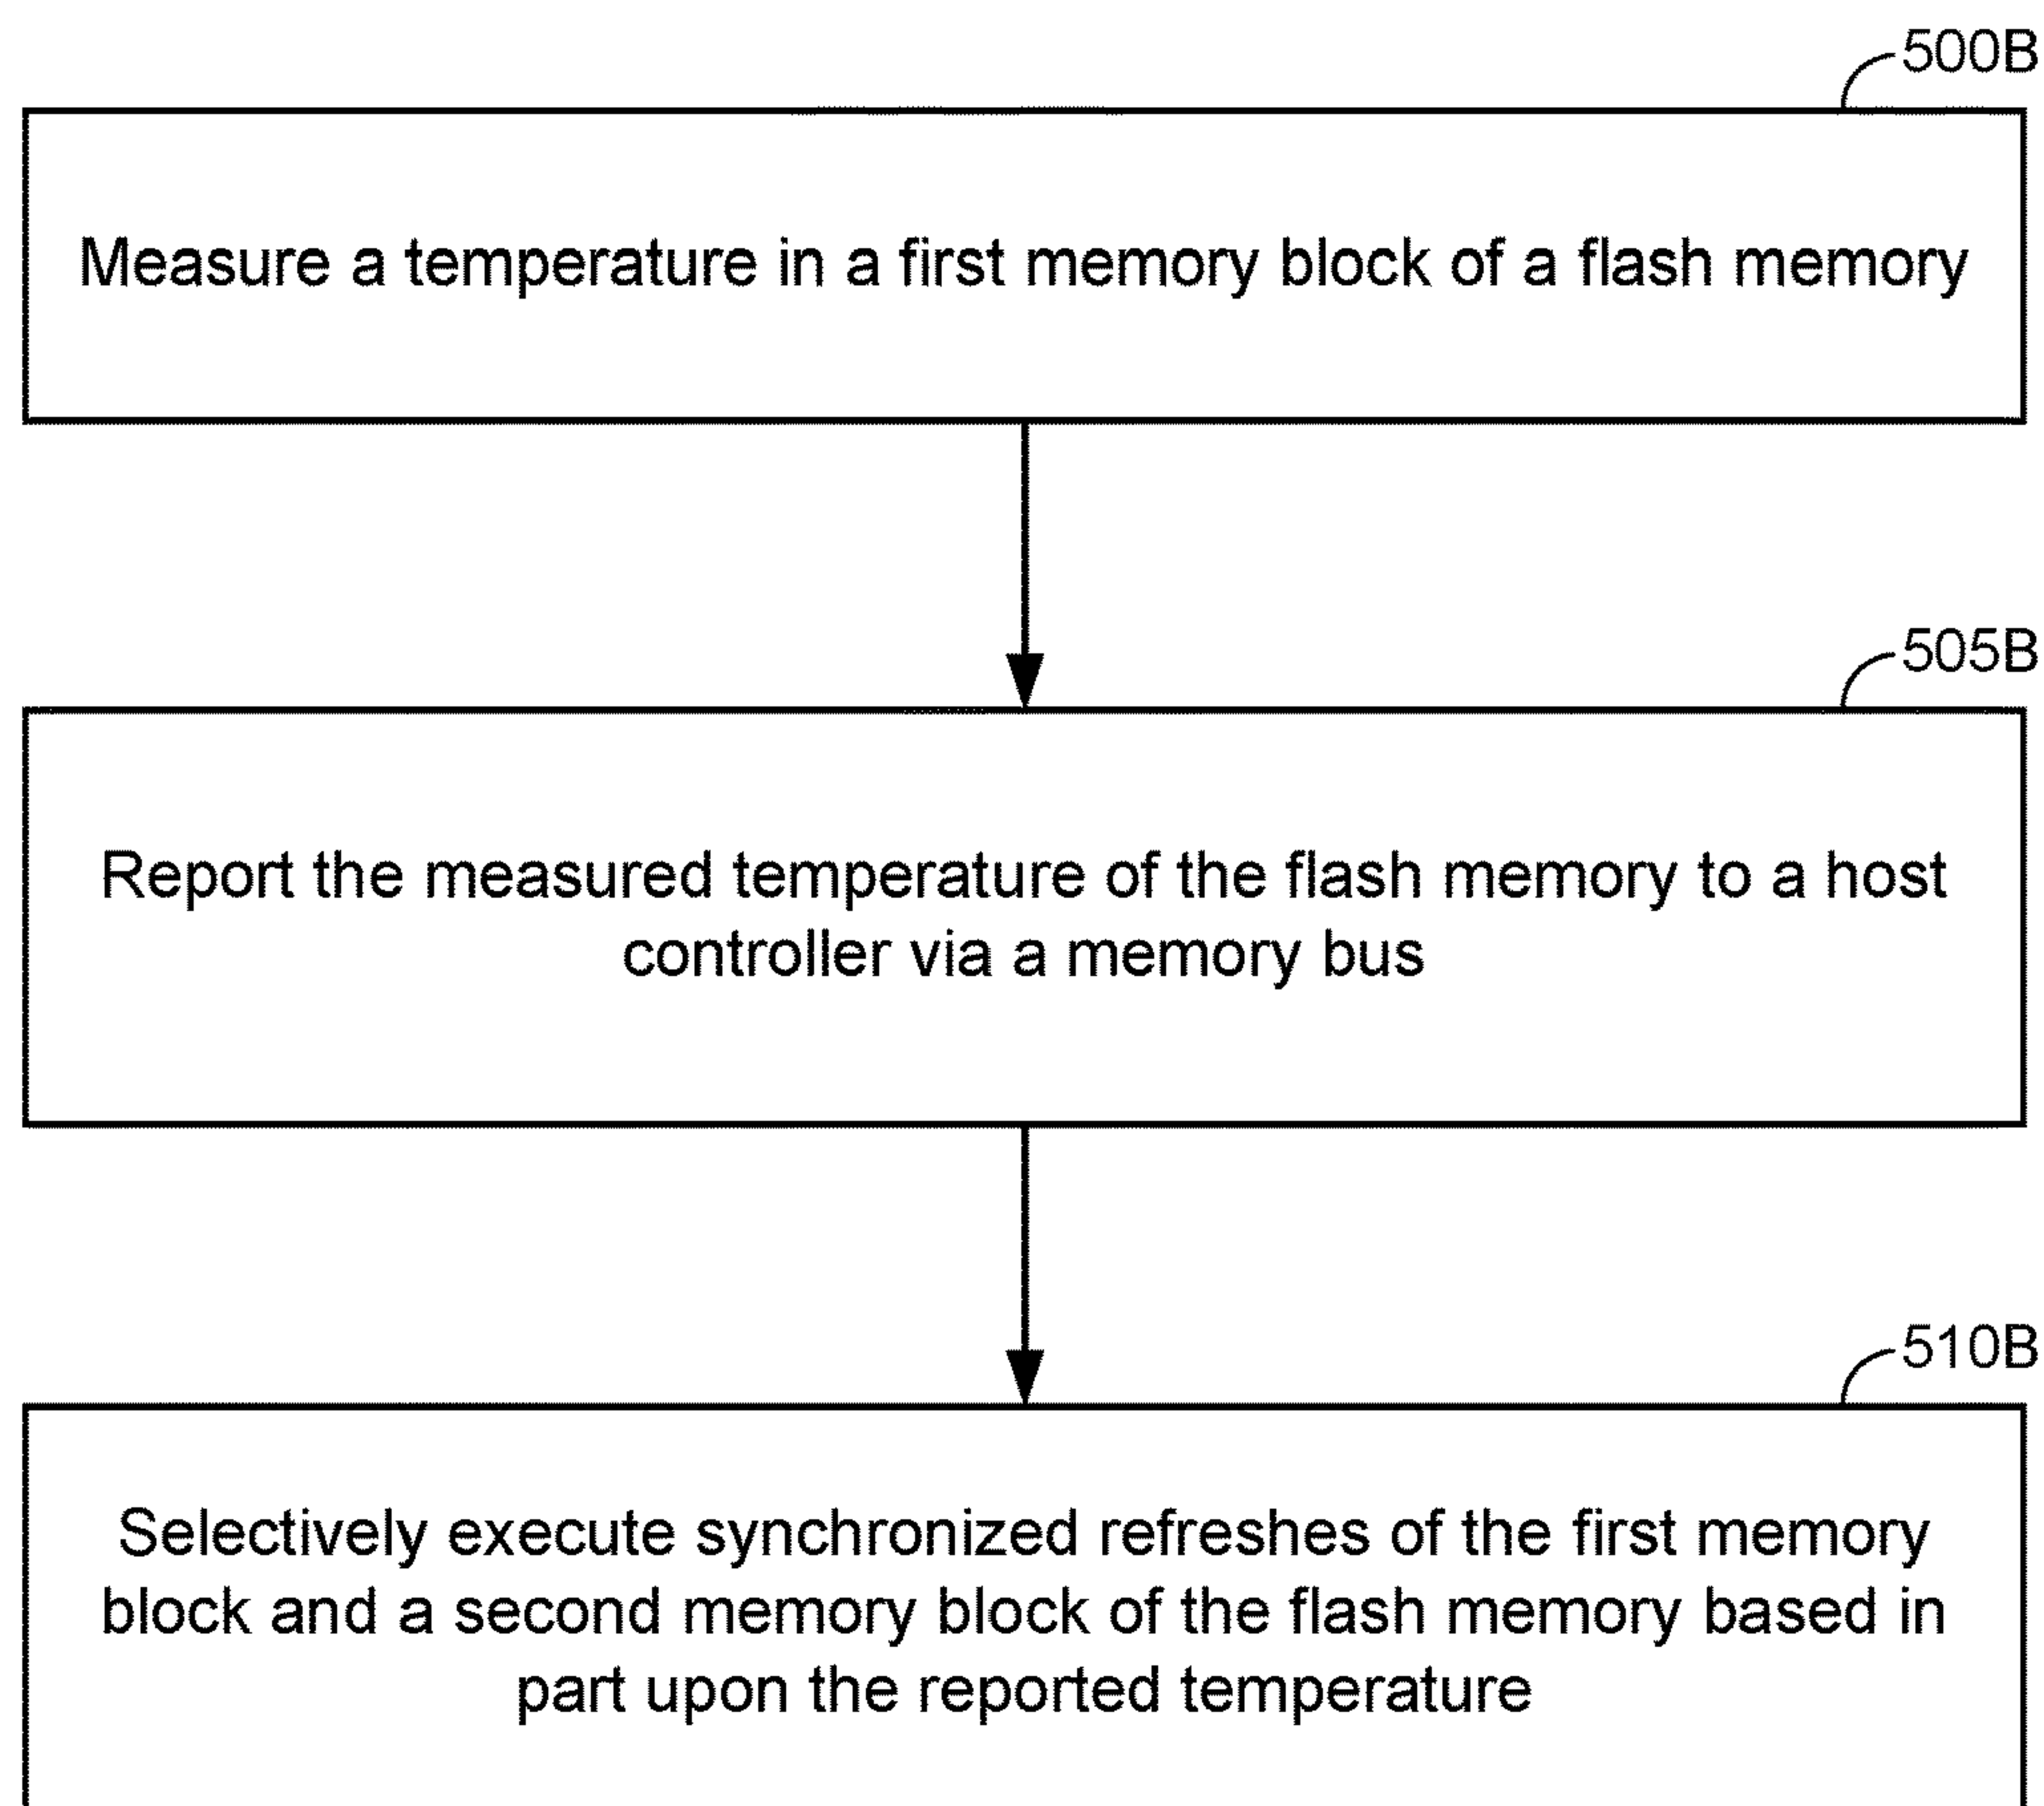 500B
Measure a temperature in a first memory block of a flash memory
505B
Report the measured temperature of the flash memory to a host
controller via a memory bus
510B
Selectively execute synchronized refreshes of the first memory
block and a second memory block of the flash memory based in
part upon the reported temperature